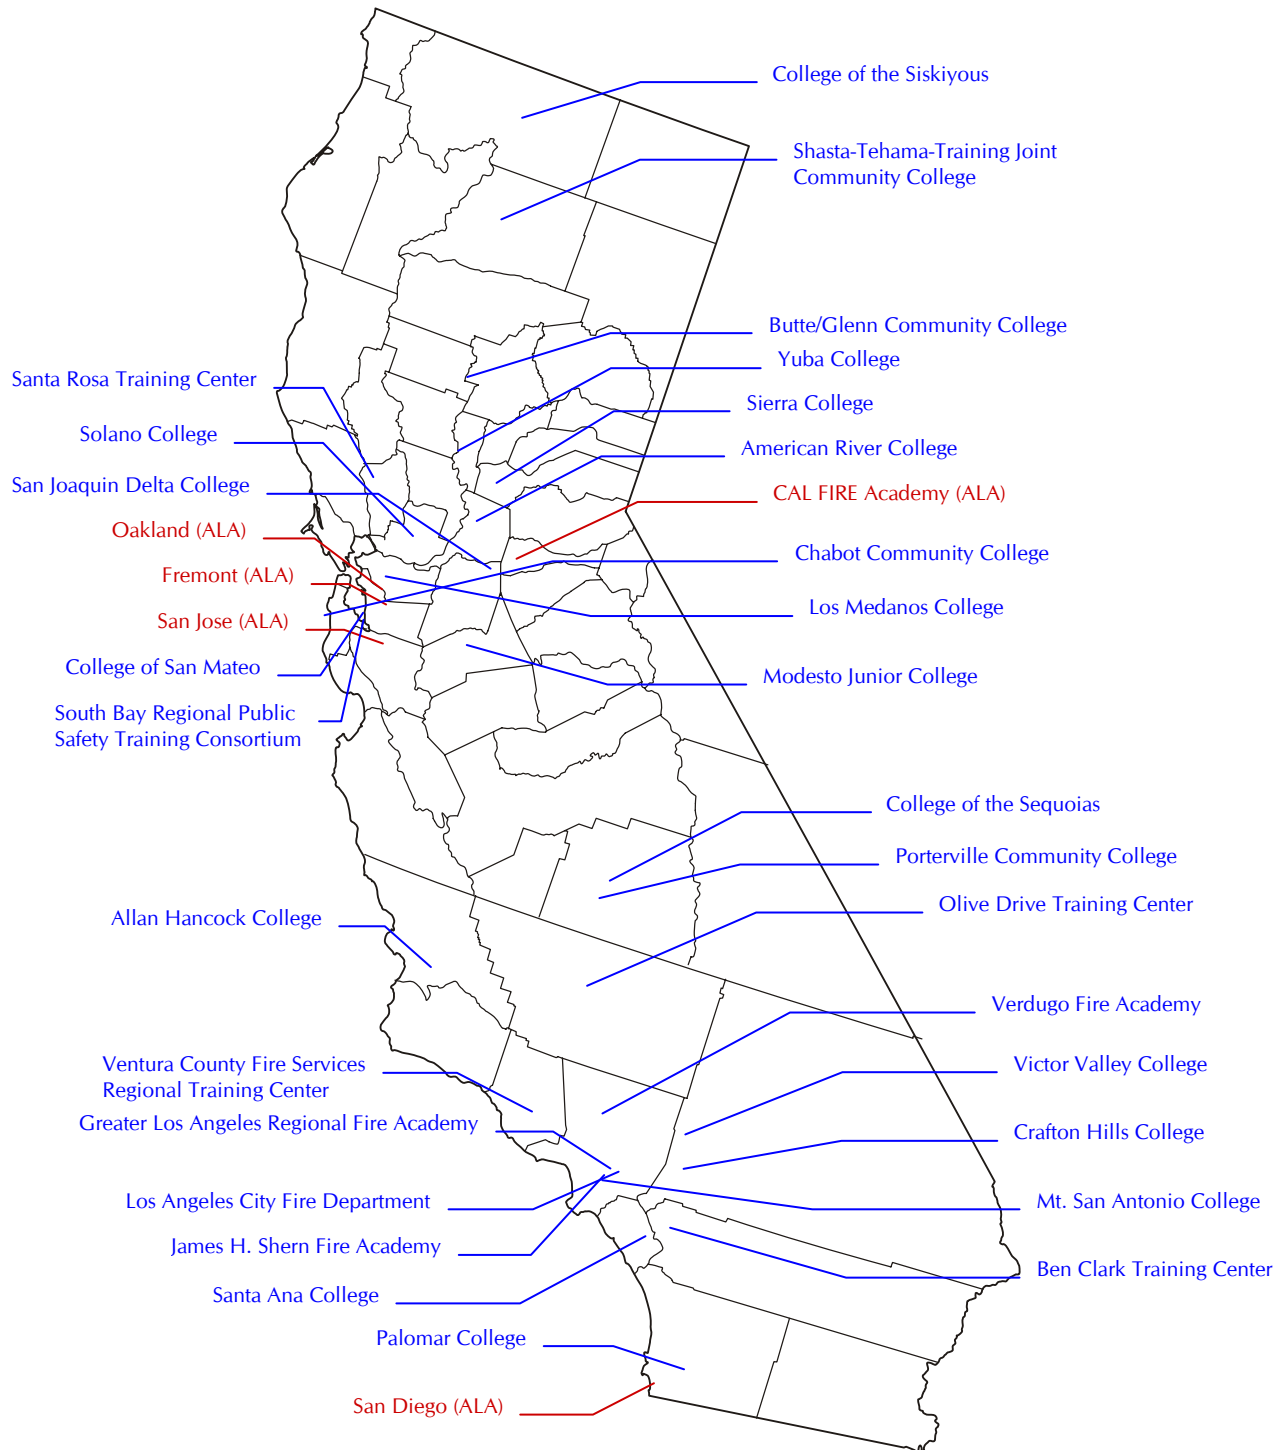 College of the Siskiyous
Shasta-Tehama-Training Joint
Community College
Butte/Glenn Community College
Yuba College
Santa Rosa Training Center
Sierra College
Solano College
American River College
San Joaquin Delta College
CAL FIRE Academy (ALA)
Oakland (ALA)
Chabot Community College
Fremont (ALA)
Los Medanos College
San Jose (ALA)
College of San Mateo
Modesto Junior College
South Bay Regional Public
Safety Training Consortium
College of the Sequoias
Porterville Community College
Olive Drive Training Center
Allan Hancock College
Verdugo Fire Academy
Ventura County Fire Services
Regional Training Center
Victor Valley College
Greater Los Angeles Regional Fire Academy
Crafton Hills College
Los Angeles City Fire Department
Mt. San Antonio College
James H. Shern Fire Academy
Ben Clark Training Center
Santa Ana College
Palomar College
San Diego (ALA)